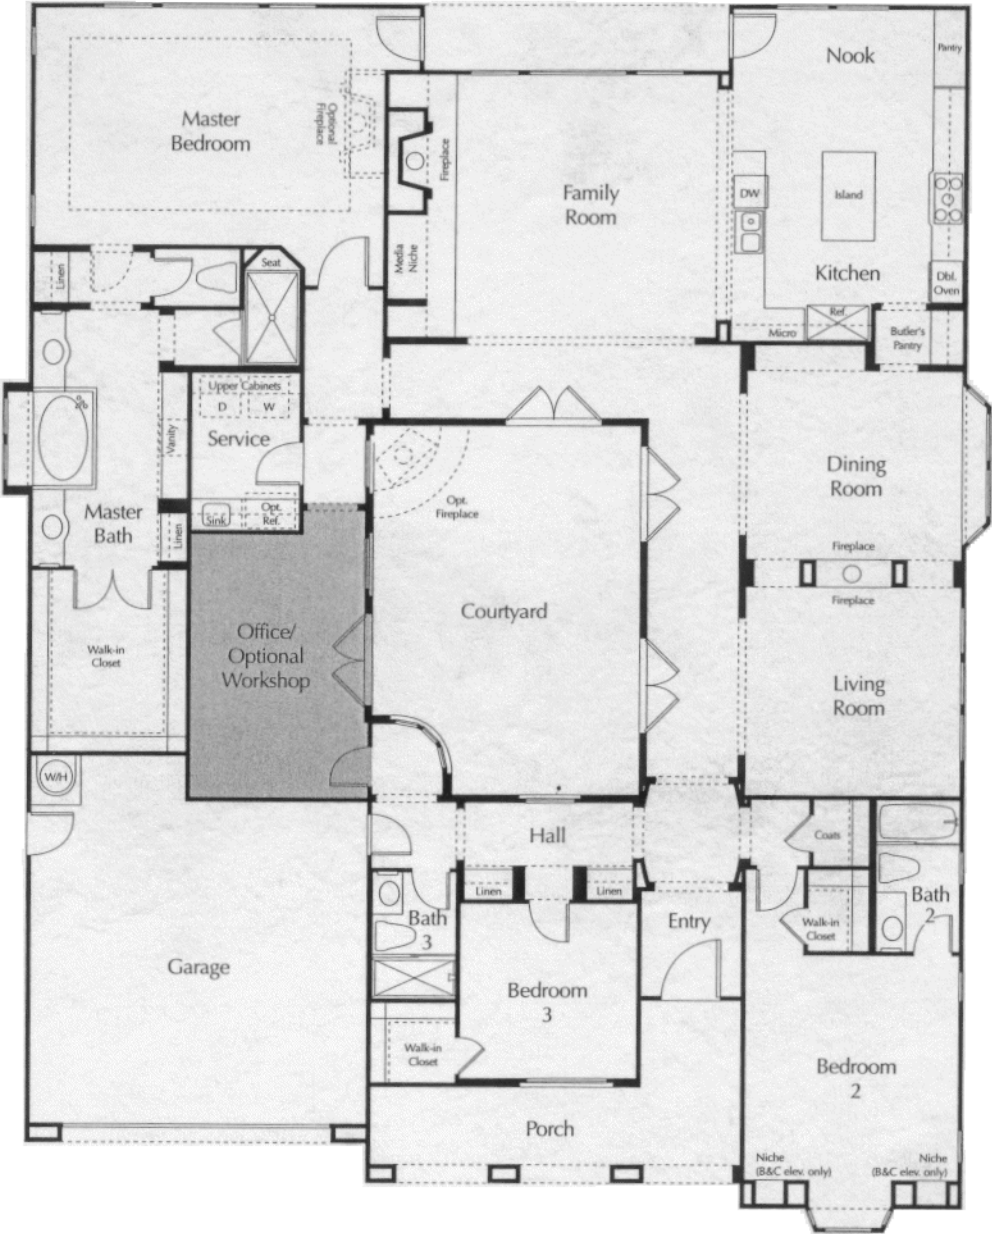 Nook
Pantry
Master
Bedroom
Optional
Fireplace
Fireplace
Family
Room
DW
Island
Kitchen
Dbl.
Oven
Linen
Seat
Media
Niche
Ref.
Micro
Butler's
Pantry
Upper Cabinets
D W
Service
Vanity
Sink
Opt.
Ref.
Master
Bath
Linen
Opt.
Fireplace
Dining
Room
Fireplace
Fireplace
Courtyard
Office/
Optional
Workshop
Walk-in
Closet
Living
Room
W/H
Hall
Coats
Linen
Linen
Bath
3
Entry
Walk-in
Closet
Bath
2
Garage
Bedroom
3
Walk-in
Closet
Bedroom
2
Porch
Niche
(B&C elev. only)
Niche
(B&C elev. only)